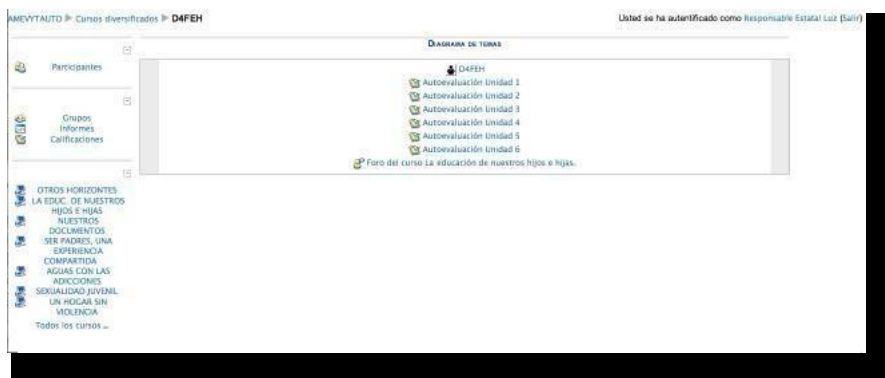 AMEVYTAUTO ► Cursos diversificados ► D4FEH
Usted se ha autentificado como Responsable Estatal Luz (Salir)
DIAGRAMA DE TEMAS
Participantes
Grupos
Informes
Calificaciones
OTROS HORIZONTES
LA EDUC. DE NUESTROS
HIJOS E HIJAS
NUESTROS
DOCUMENTOS
SER PADRES, UNA
EXPERIENCIA
COMPARTIDA
AGUAS CON LAS
ADICCIONES
SEXUALIDAD JUVENIL
UN HOGAR SIN
VIOLENCIA
Todos los cursos ...
D4FEH
Autoevaluación Unidad 1
Autoevaluación Unidad 2
Autoevaluación Unidad 3
Autoevaluación Unidad 4
Autoevaluación Unidad 5
Autoevaluación Unidad 6
Foro del curso La educación de nuestros hijos e hijas.